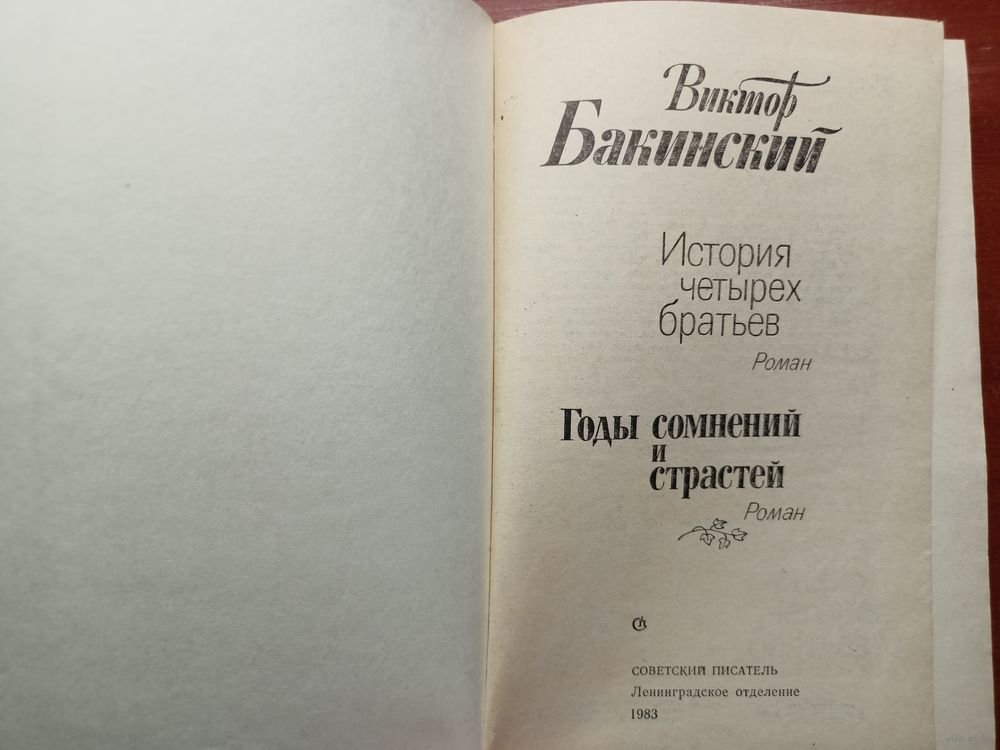 Виктор
Бакинский
История
четырех
братьев
Роман
Годы сомнений
и
страстей
Роман
СОВЕТСКИЙ ПИСАТЕЛЬ
Ленинградское отделение
1983